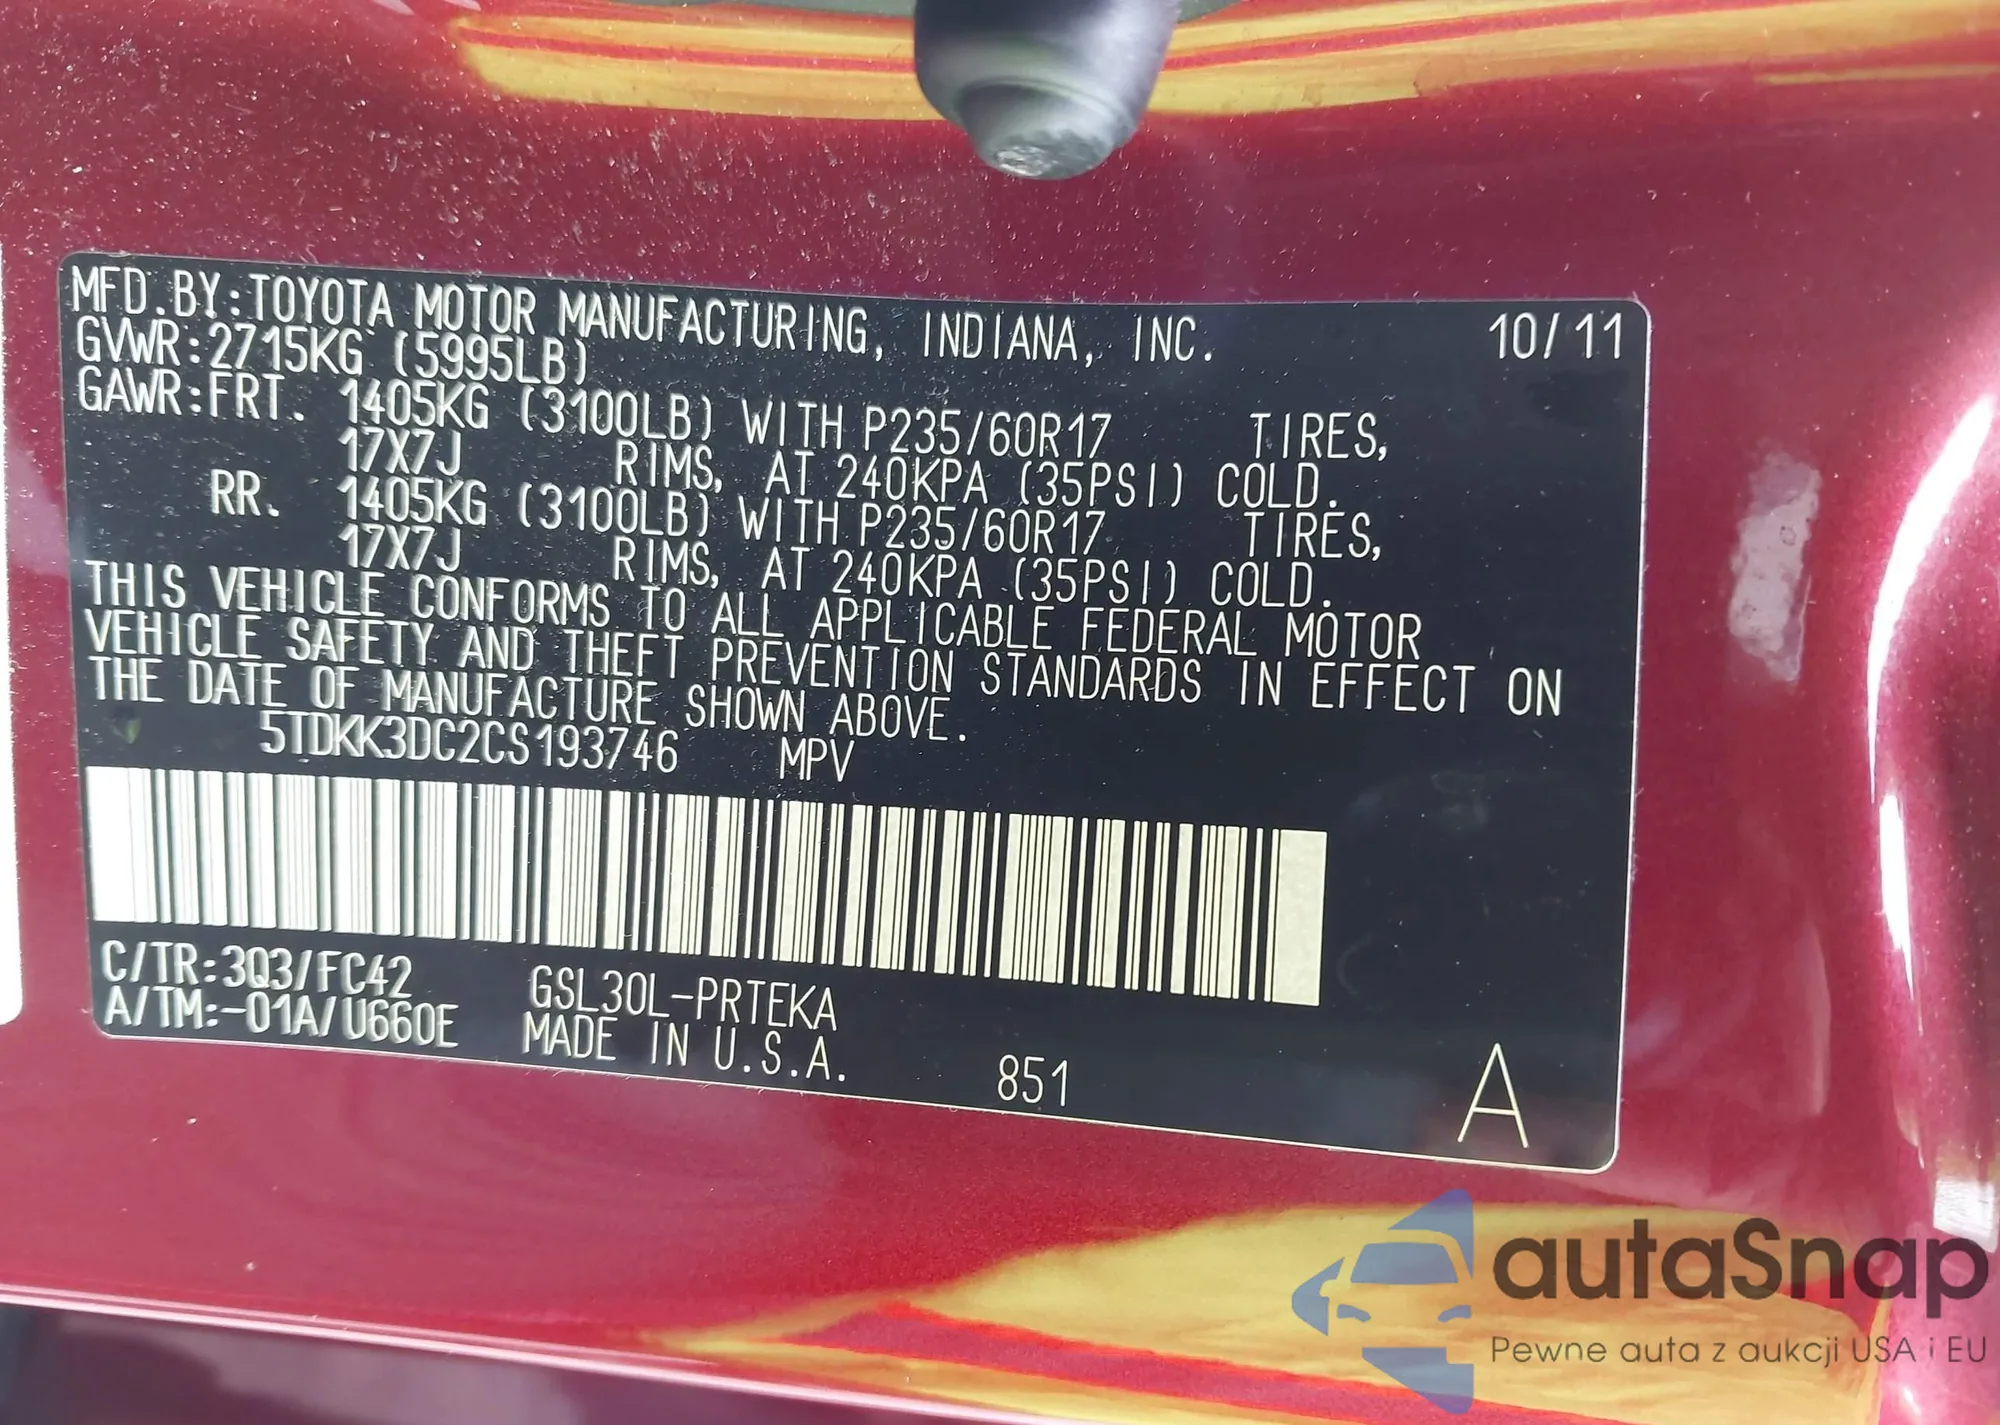 MFD.BY:TOYOTA MOTOR MANUFACTURING, INDIANA, INC. 10/11
GVWR:2715KG (5995LB)
GAWR:FRT. 1405KG (3100LB) WITH P235/60R17 TIRES,
17X7J RIMS, AT 240KPA (35PSI) COLD.
RR. 1405KG (3100LB) WITH P235/60R17 TIRES,
17X7J RIMS, AT 240KPA (35PSI) COLD.
THIS VEHICLE CONFORMS TO ALL APPLICABLE FEDERAL MOTOR
VEHICLE SAFETY AND THEFT PREVENTION STANDARDS IN EFFECT ON
THE DATE OF MANUFACTURE SHOWN ABOVE.
5TDKK3DC2CS193746 MPV
C/TR:3Q3/FC42 GSL30L-PRTEKA
A/TM:-01A/U660E MADE IN U.S.A. 851 A
autaSnap
Pewne auta z aukcji USA i EU